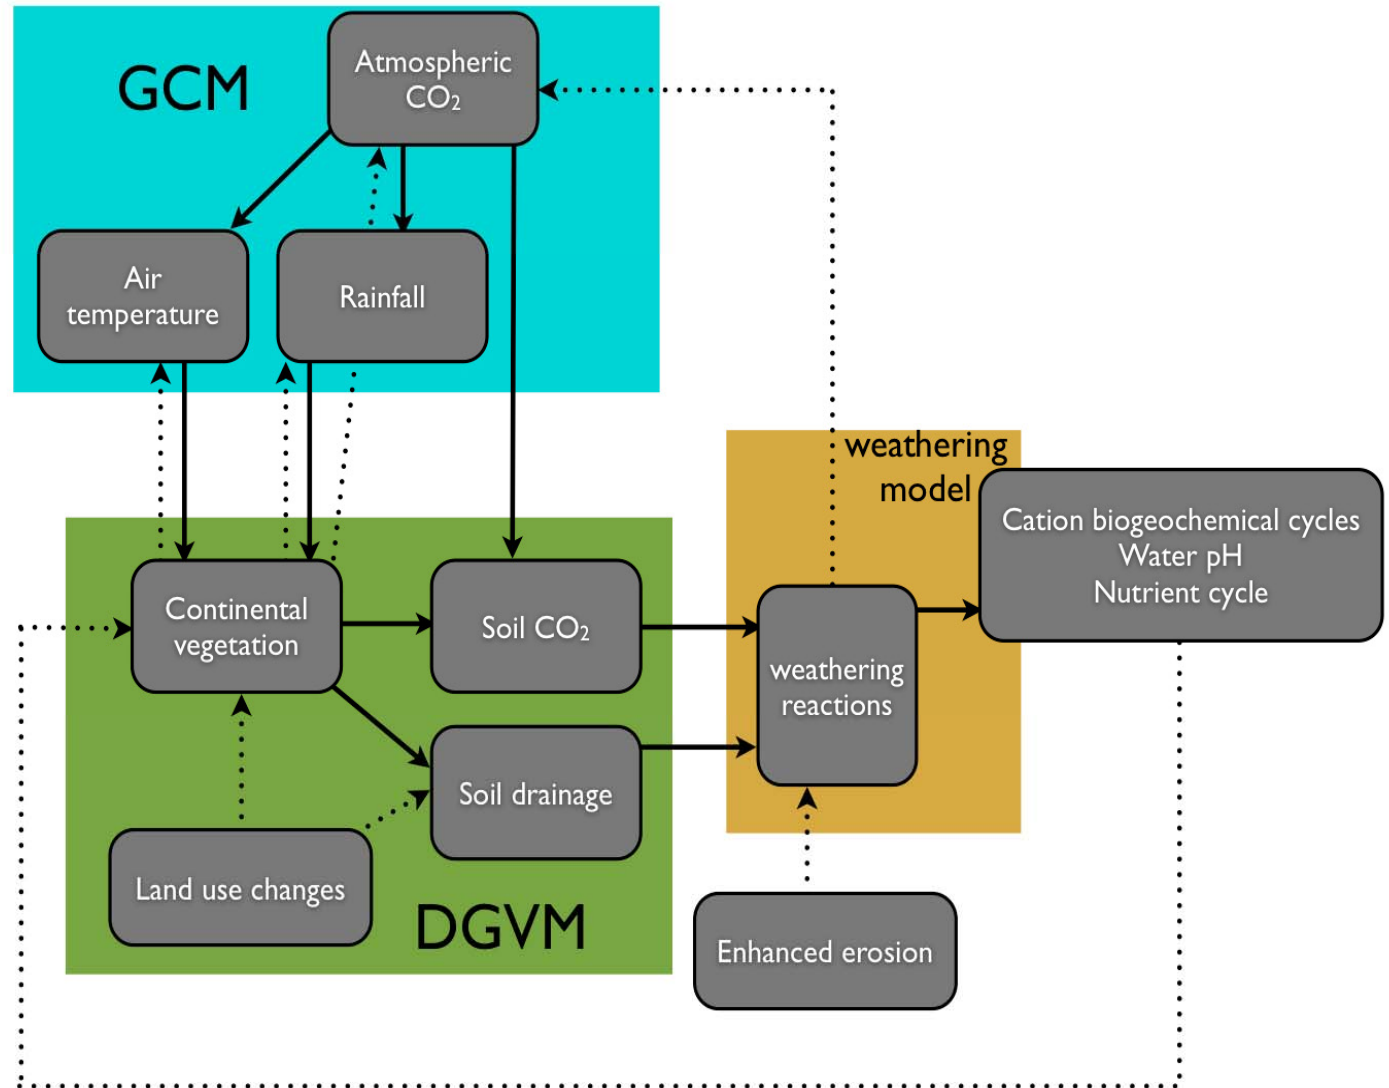 GCM
Atmospheric
CO₂
Air
temperature
Rainfall
weathering
model
Cation biogeochemical cycles
Water pH
Nutrient cycle
Continental
vegetation
Soil CO₂
weathering
reactions
Soil drainage
Land use changes
DGVM
Enhanced erosion